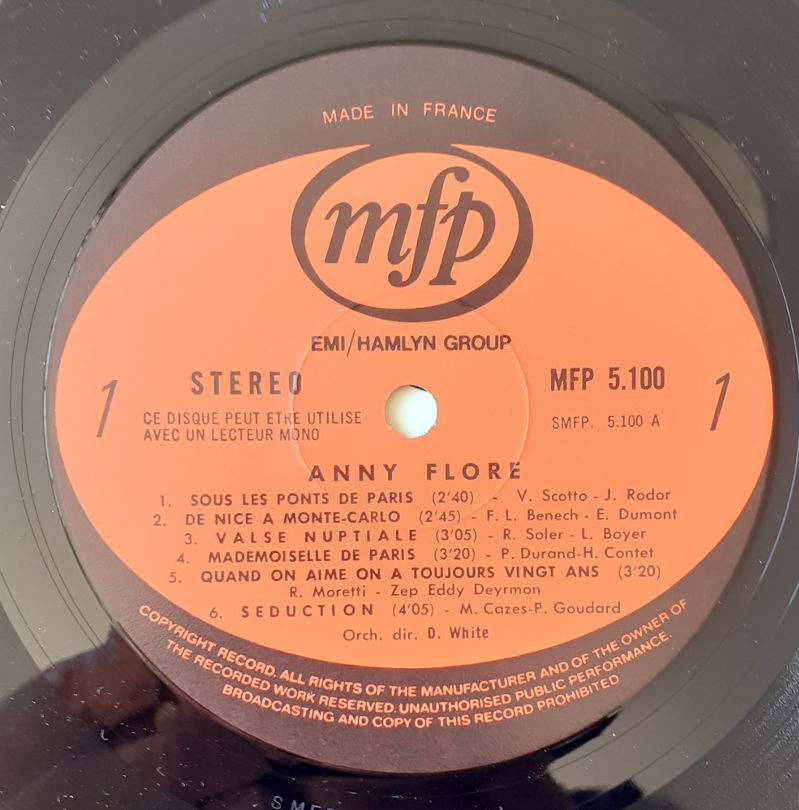 MADE IN FRANCE
mfp
EMI/HAMLYN GROUP
STEREO
MFP 5.100
1
1
CE DISQUE PEUT ETRE UTILISE
AVEC UN LECTEUR MONO
SMFP. 5.100 A
ANNY FLORE
1. SOUS LES PONTS DE PARIS (2'40) - V. Scotto - J. Rodor
2. DE NICE A MONTE-CARLO (2'45) - F. L. Benech - E. Dumont
3. VALSE NUPTIALE (3'05) - R. Soler - L. Boyer
4. MADEMOISELLE DE PARIS (3'20) - P. Durand-H. Contet
5. QUAND ON AIME ON A TOUJOURS VINGT ANS (3'20)
R. Moretti - Zep Eddy Deyrmon
6. SEDUCTION (4'05) - M. Cazes-P. Goudard
Orch. dir. D. White
COPYRIGHT RECORD. ALL RIGHTS OF THE MANUFACTURER AND OF THE OWNER OF
THE RECORDED WORK RESERVED. UNAUTHORISED PUBLIC PERFORMANCE,
BROADCASTING AND COPY OF THIS RECORD PROHIBITED